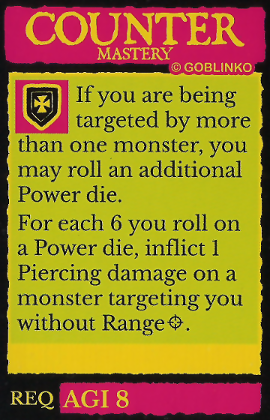 COUNTER
MASTERY
© GOBLINKO
If you are being
targeted by more
than one monster, you
may roll an additional
Power die.
For each 6 you roll on
a Power die, inflict 1
Piercing damage on a
monster targeting you
without Range⌖.
REQ AGI 8